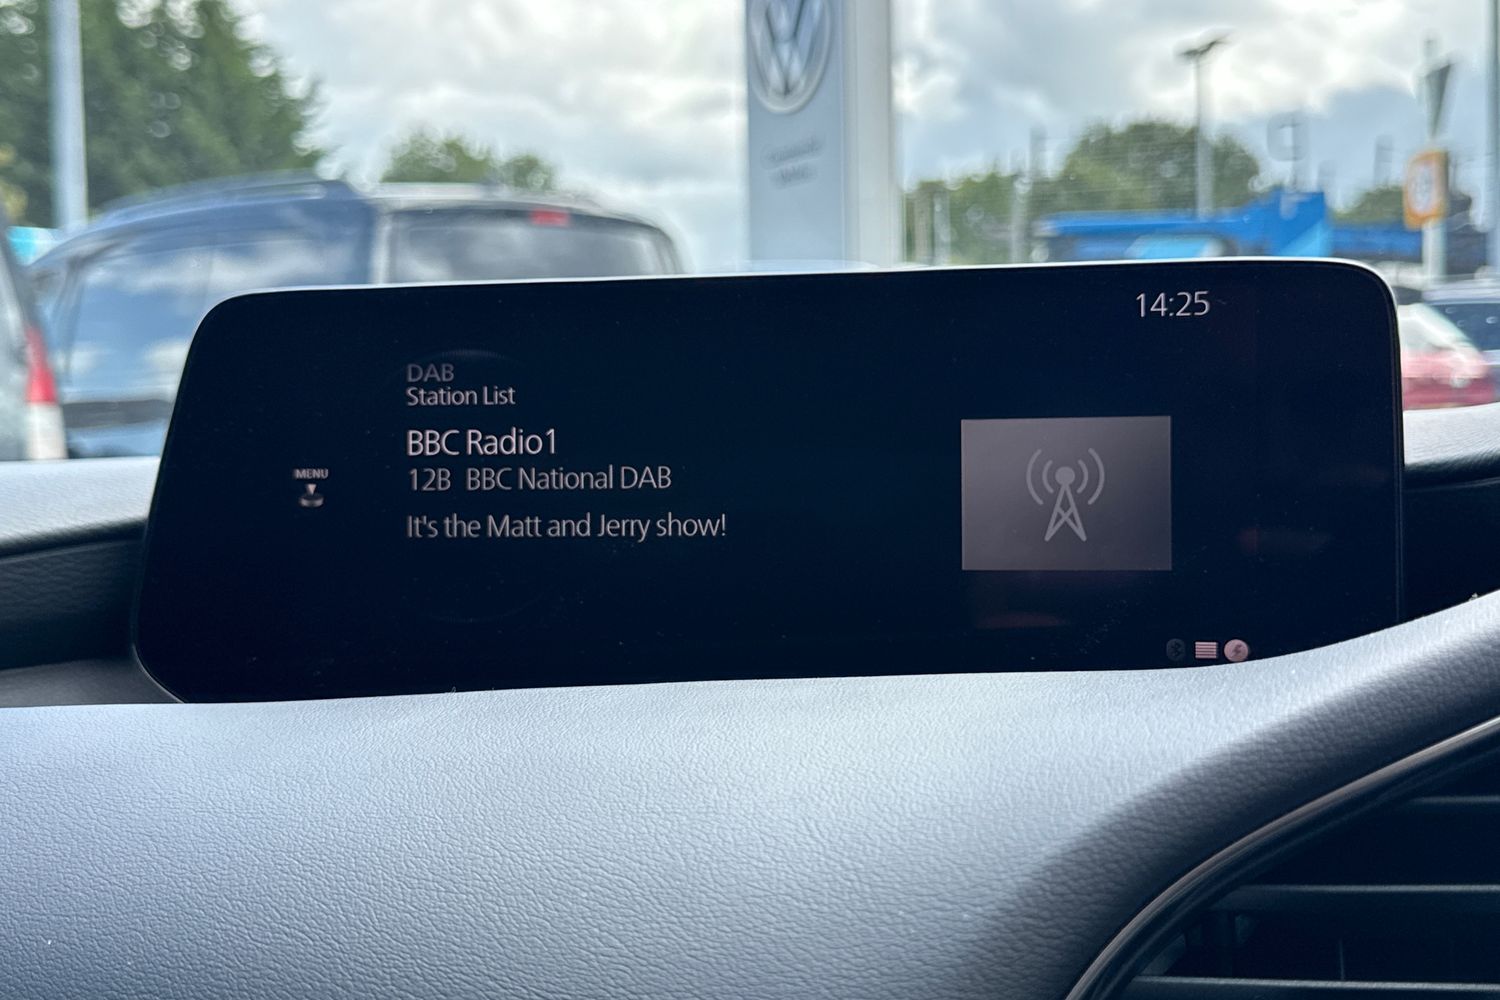 14:25
DAB
Station List
BBC Radio1
12B BBC National DAB
It's the Matt and Jerry show!
MENU